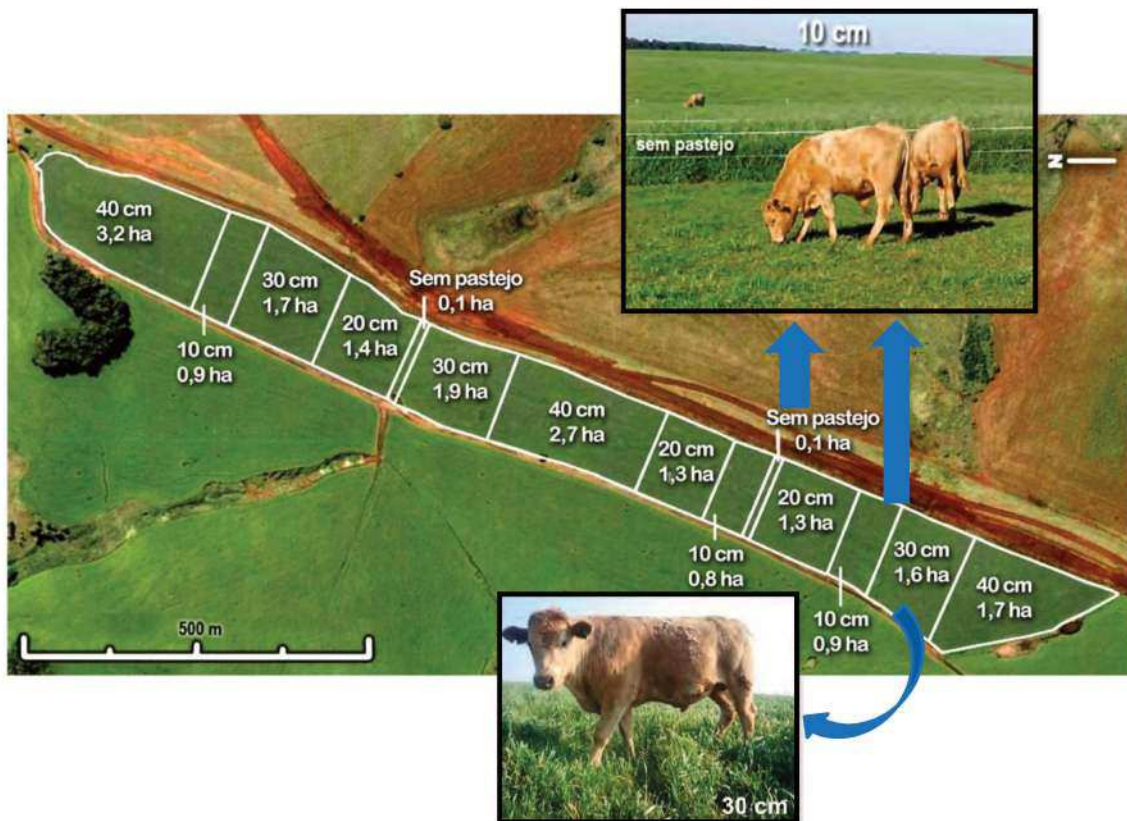 10 cm
sem pastejo
N
40 cm
3,2 ha
10 cm
0,9 ha
30 cm
1,7 ha
20 cm
1,4 ha
Sem pastejo
0,1 ha
30 cm
1,9 ha
40 cm
2,7 ha
20 cm
1,3 ha
10 cm
0,8 ha
Sem pastejo
0,1 ha
20 cm
1,3 ha
10 cm
0,9 ha
30 cm
1,6 ha
40 cm
1,7 ha
500 m
30 cm